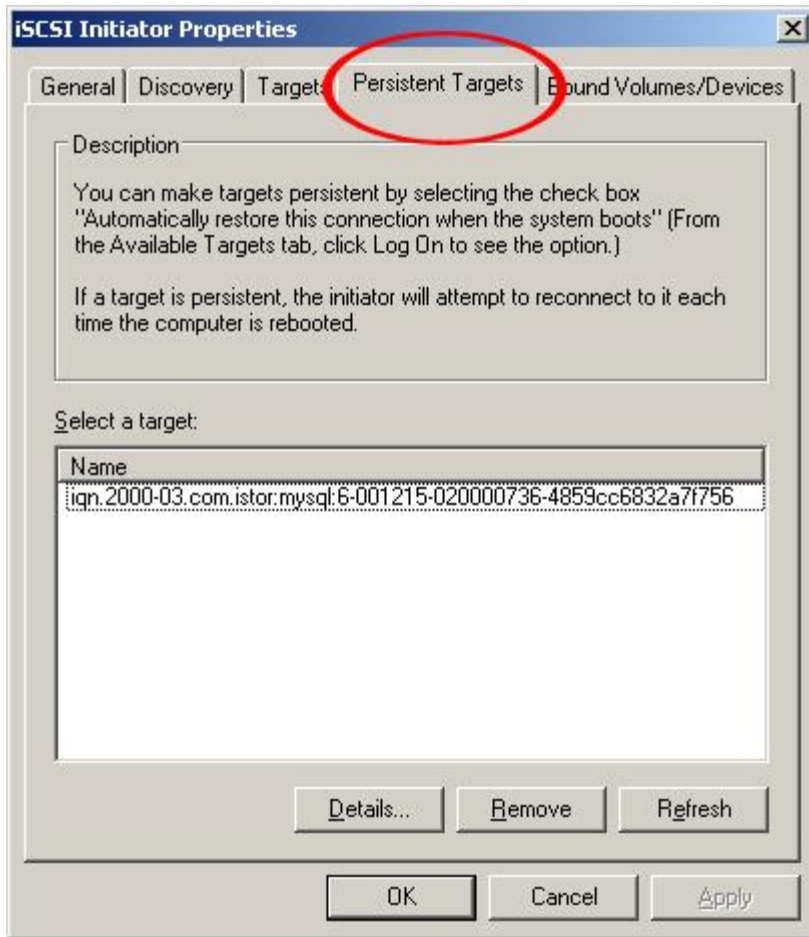 iSCSI Initiator Properties
General
Discovery
Targets
Persistent Targets
Bound Volumes/Devices
Description
You can make targets persistent by selecting the check box
"Automatically restore this connection when the system boots" (From
the Available Targets tab, click Log On to see the option.)
If a target is persistent, the initiator will attempt to reconnect to it each
time the computer is rebooted.
Select a target:
Name
iqn.2000-03.com.istor:mysql:6-001215-020000736-4859cc6832a7f756
Details...
Remove
Refresh
OK
Cancel
Apply